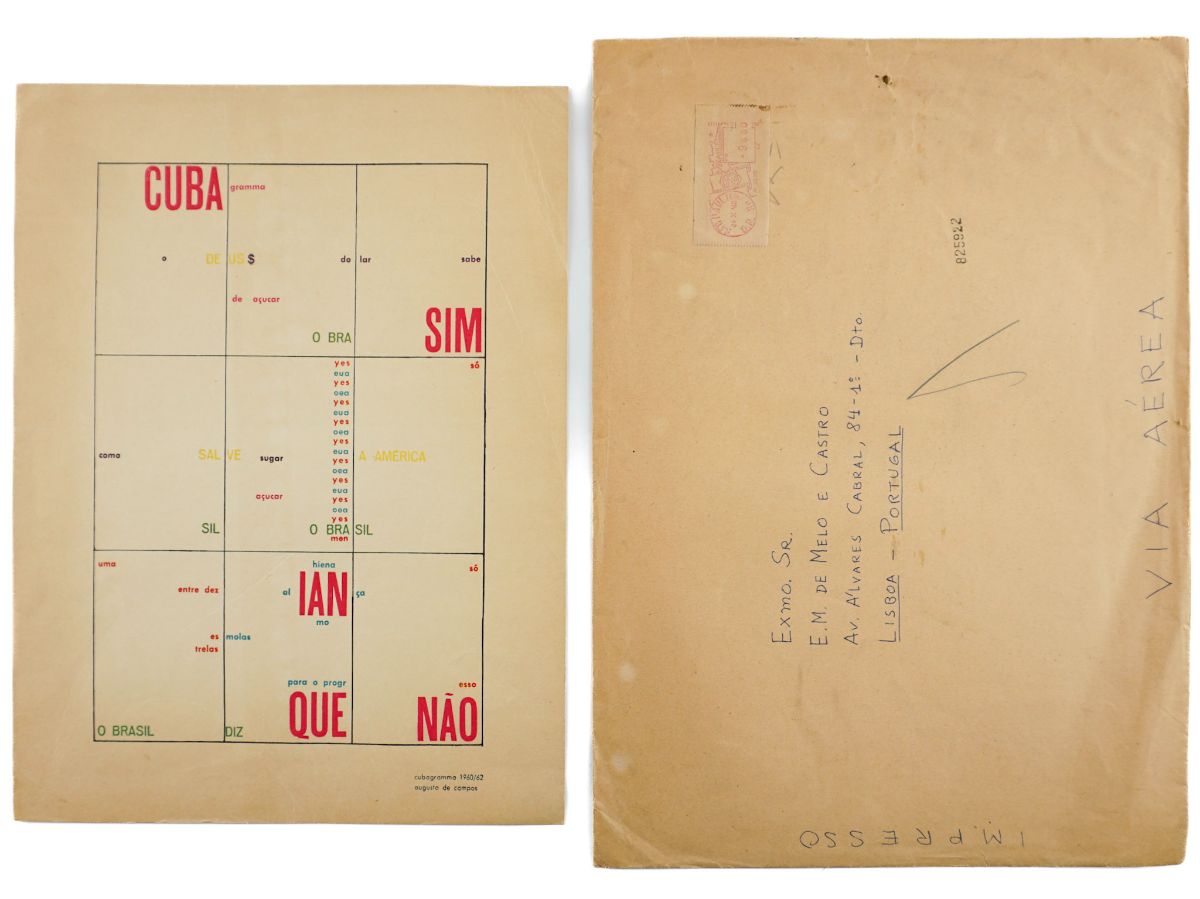 CUBA
gramma
o DE US$ do lar sabe
de açucar
O BRA SIM
yes só
eua
yes
oea
yes
eua
yes
oea
yes
como SAL VE sugar eua A AMERICA
yes
oea
açucar yes
eua
yes
oea
SIL O BRA yes SIL
men
uma hiena só
entre dez al IAN ça
mo
es molas
trelas
para o progr esso
QUE NÃO
O BRASIL DIZ
cubagramma 1960/62
augusto de campos
825922
Exmo. Sr.
E.M. DE MELO E CASTRO
Av. Álvares Cabral, 84-1º-Dto.
LISBOA - PORTUGAL
VIA AÉREA
IMPRESSO